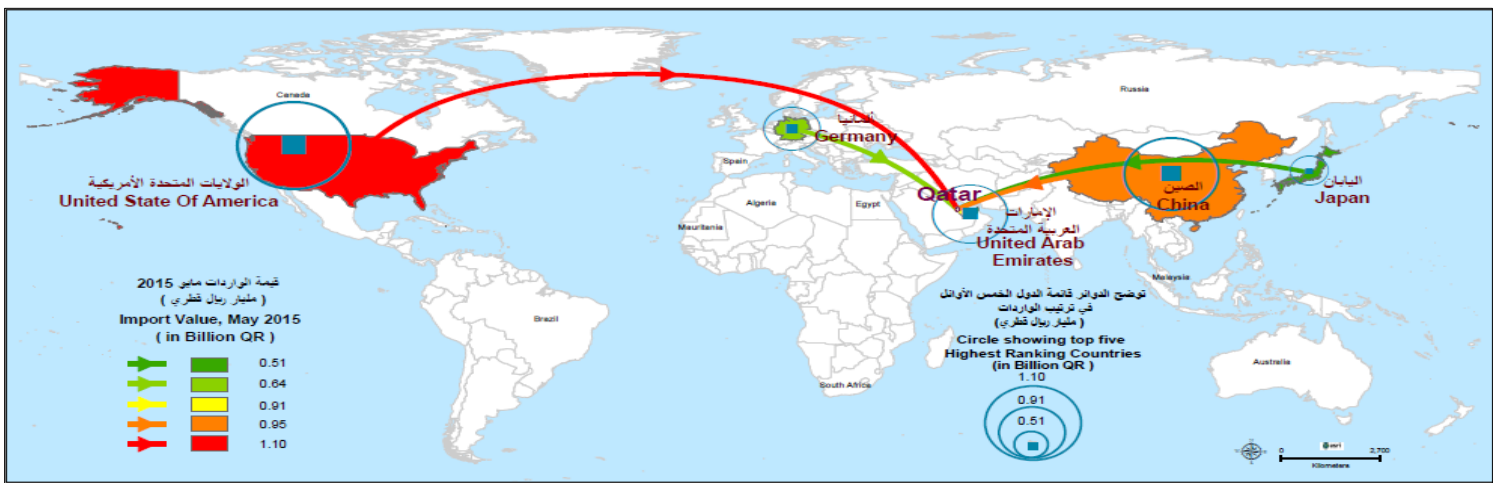 Canada
Russia
ألمانيا
Germany
Spain
الولايات المتحدة الأمريكية
United State Of America
Qatar
الإمارات
العربية المتحدة
United Arab
Emirates
الصين
China
اليابان
Japan
Algeria
Egypt
Mauritania
Malaysia
Brazil
South Africa
Australia
قيمة الواردات مايو 2015
( مليار ريال قطري )
Import Value, May 2015
( in Billion QR )
0.51
0.64
0.91
0.95
1.10
توضح الدوائر قائمة الدول الخمس الأوائل
في ترتيب الواردات
(مليار ريال قطري)
Circle showing top five
Highest Ranking Countries
(in Billion QR )
1.10
0.91
0.51
esri
0 2,700
Kilometers